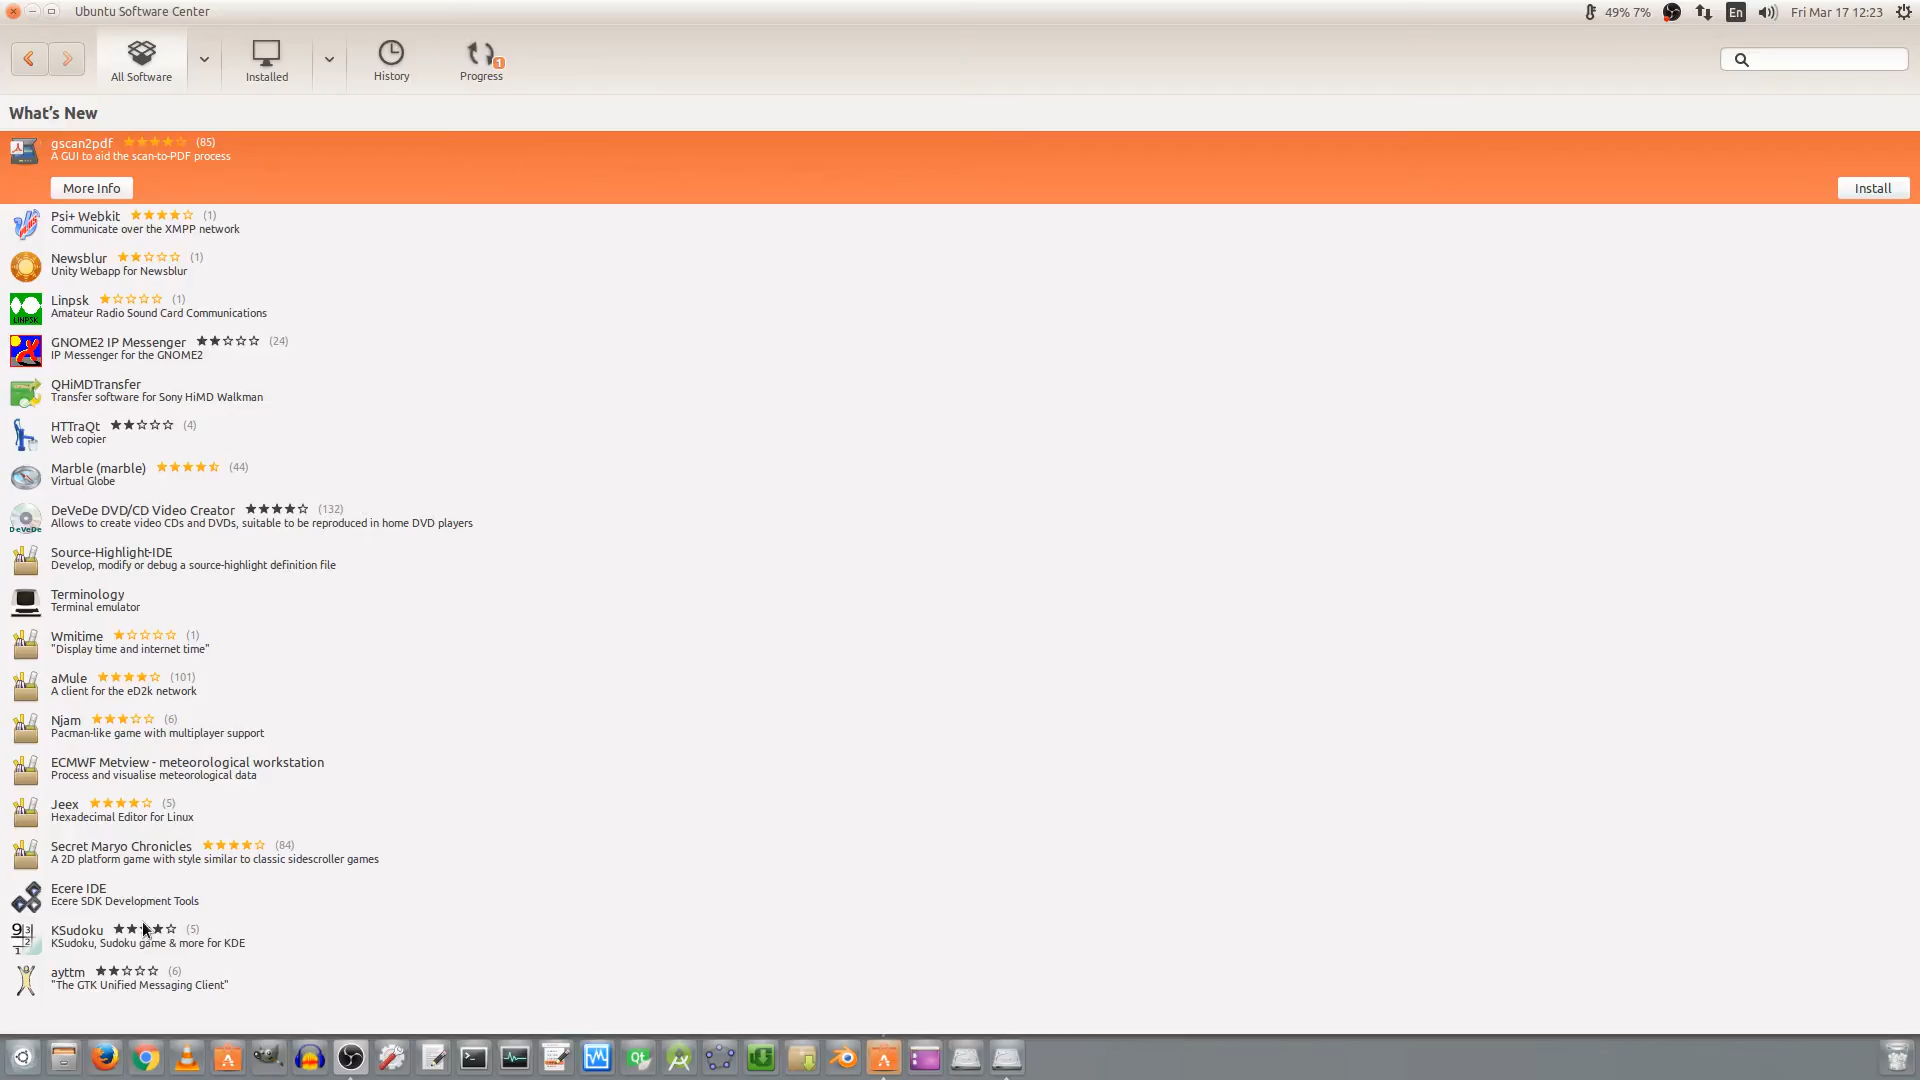 Ubuntu Software Center
49% 7%
En
Fri Mar 17 12:23
All Software
Installed
History
Progress
1
What's New
gscan2pdf (85)
A GUI to aid the scan-to-PDF process
More Info
Install
Psi+ Webkit (1)
Communicate over the XMPP network
Newsblur (1)
Unity Webapp for Newsblur
Linpsk (1)
Amateur Radio Sound Card Communications
LINPSK
GNOME2 IP Messenger (24)
IP Messenger for the GNOME2
QHiMDTransfer
Transfer software for Sony HiMD Walkman
HTTraQt (4)
Web copier
Marble (marble) (44)
Virtual Globe
DeVeDe DVD/CD Video Creator (132)
Allows to create video CDs and DVDs, suitable to be reproduced in home DVD players
DeVeDe
Source-Highlight-IDE
Develop, modify or debug a source-highlight definition file
Terminology
Terminal emulator
Wmitime (1)
"Display time and internet time"
aMule (101)
A client for the eD2k network
Njam (6)
Pacman-like game with multiplayer support
ECMWF Metview - meteorological workstation
Process and visualise meteorological data
Jeex (5)
Hexadecimal Editor for Linux
Secret Maryo Chronicles (84)
A 2D platform game with style similar to classic sidescroller games
Ecere IDE
Ecere SDK Development Tools
KSudoku (5)
KSudoku, Sudoku game & more for KDE
9 3
2
1
ayttm (6)
"The GTK Unified Messaging Client"
Qt